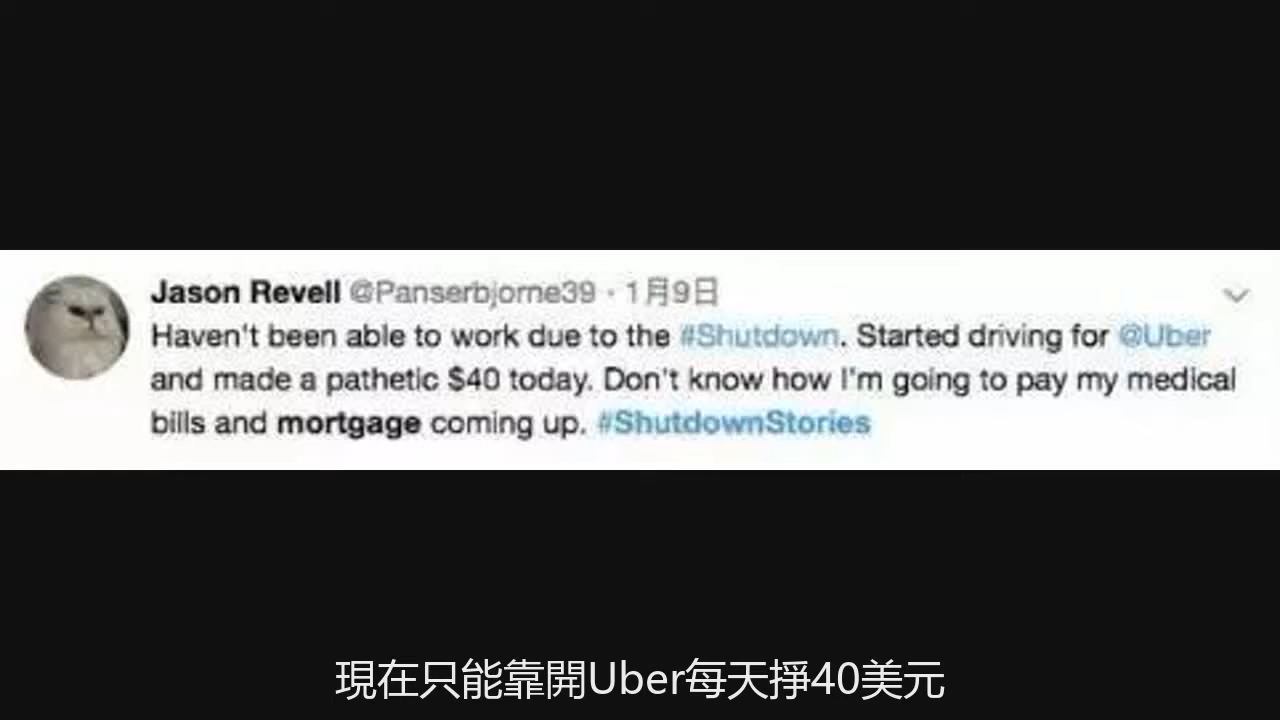 Jason Revell @Panserbjorne39 · 1月9日
Haven't been able to work due to the #Shutdown. Started driving for @Uber
and made a pathetic $40 today. Don't know how I'm going to pay my medical
bills and mortgage coming up. #ShutdownStories
現在只能靠開Uber每天掙40美元